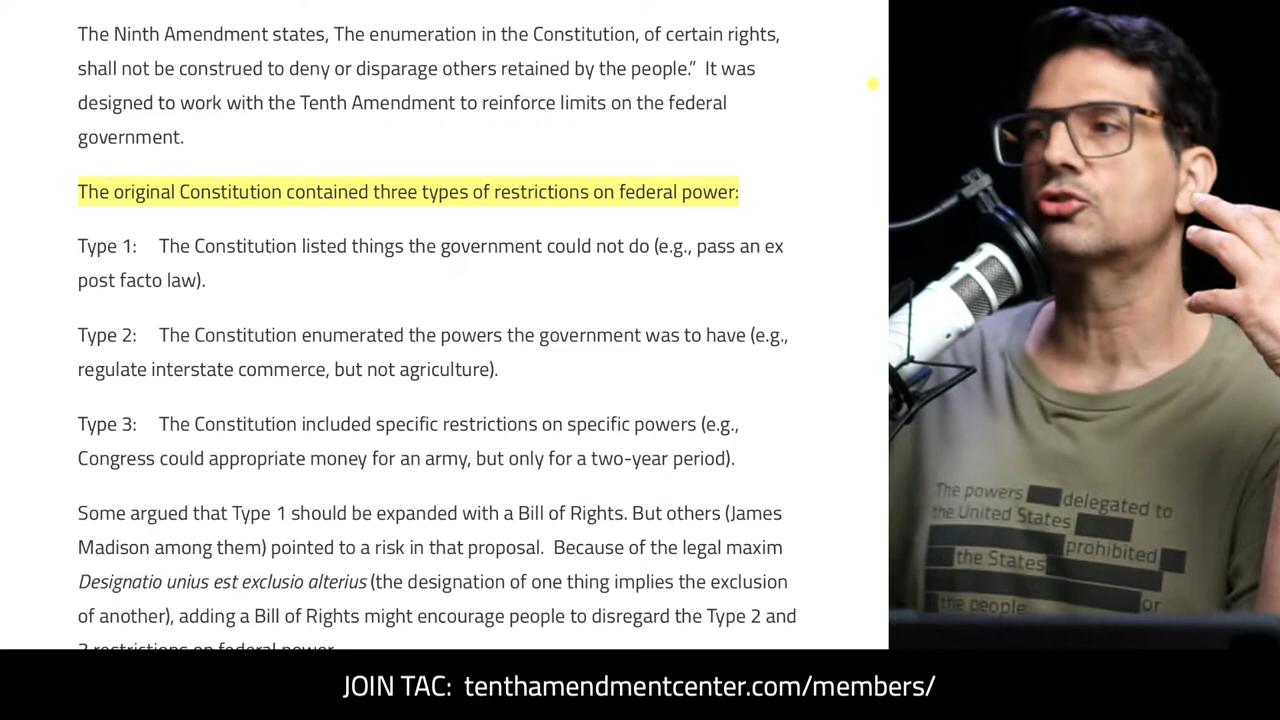 The Ninth Amendment states, The enumeration in the Constitution, of certain rights,
shall not be construed to deny or disparage others retained by the people.” It was
designed to work with the Tenth Amendment to reinforce limits on the federal
government.
The original Constitution contained three types of restrictions on federal power:
Type 1: The Constitution listed things the government could not do (e.g., pass an ex
post facto law).
Type 2: The Constitution enumerated the powers the government was to have (e.g.,
regulate interstate commerce, but not agriculture).
Type 3: The Constitution included specific restrictions on specific powers (e.g.,
Congress could appropriate money for an army, but only for a two-year period).
Some argued that Type 1 should be expanded with a Bill of Rights. But others (James
Madison among them) pointed to a risk in that proposal. Because of the legal maxim
Designatio unius est exclusio alterius (the designation of one thing implies the exclusion
of another), adding a Bill of Rights might encourage people to disregard the Type 2 and
3 restrictions on federal power.
The powers delegated to
the United States
prohibited
the States
or
the people
JOIN TAC: tenthamendmentcenter.com/members/